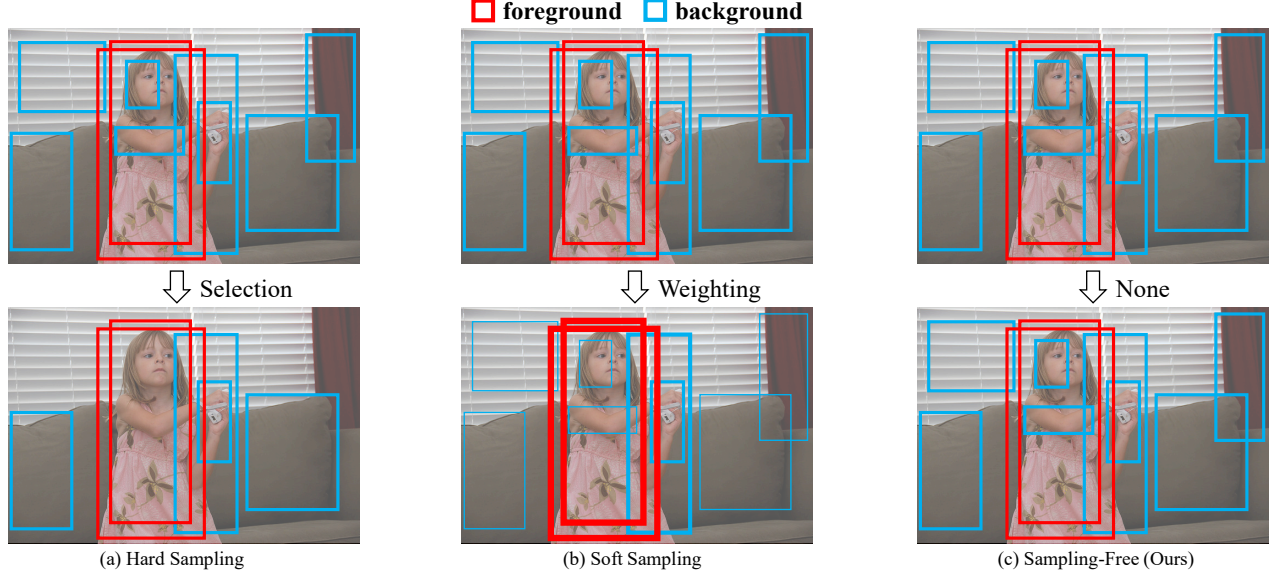 foreground background
Selection Weighting None
(a) Hard Sampling (b) Soft Sampling (c) Sampling-Free (Ours)